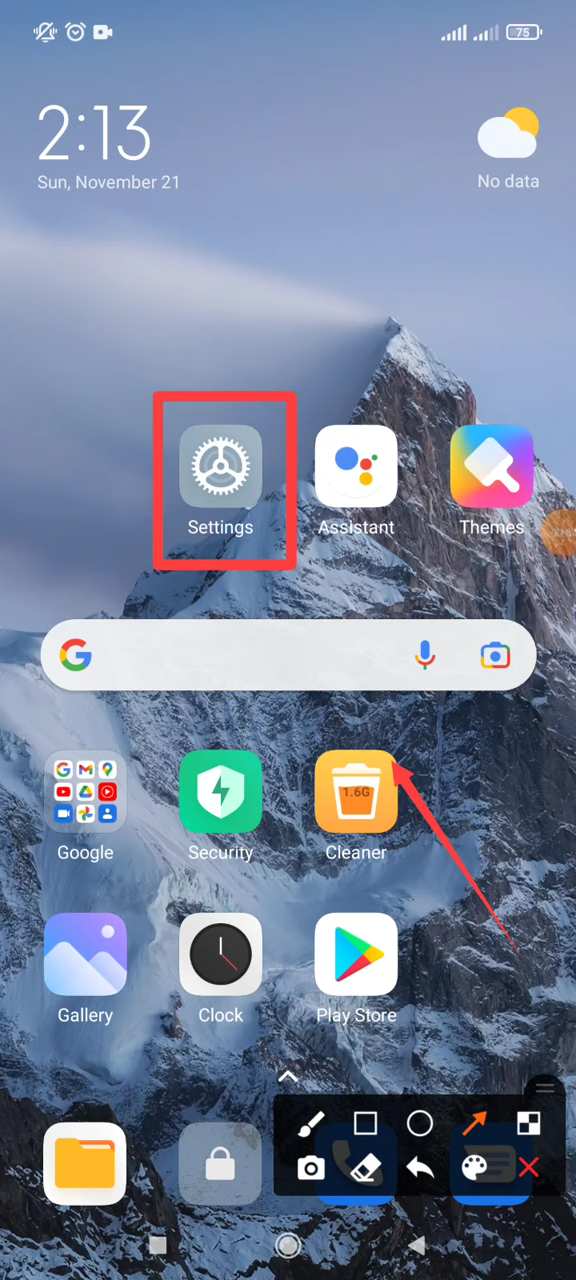 75
2:13
Sun, November 21
No data
Settings
Assistant
Themes
Google
Security
1.6G
Cleaner
Gallery
Clock
Play Store